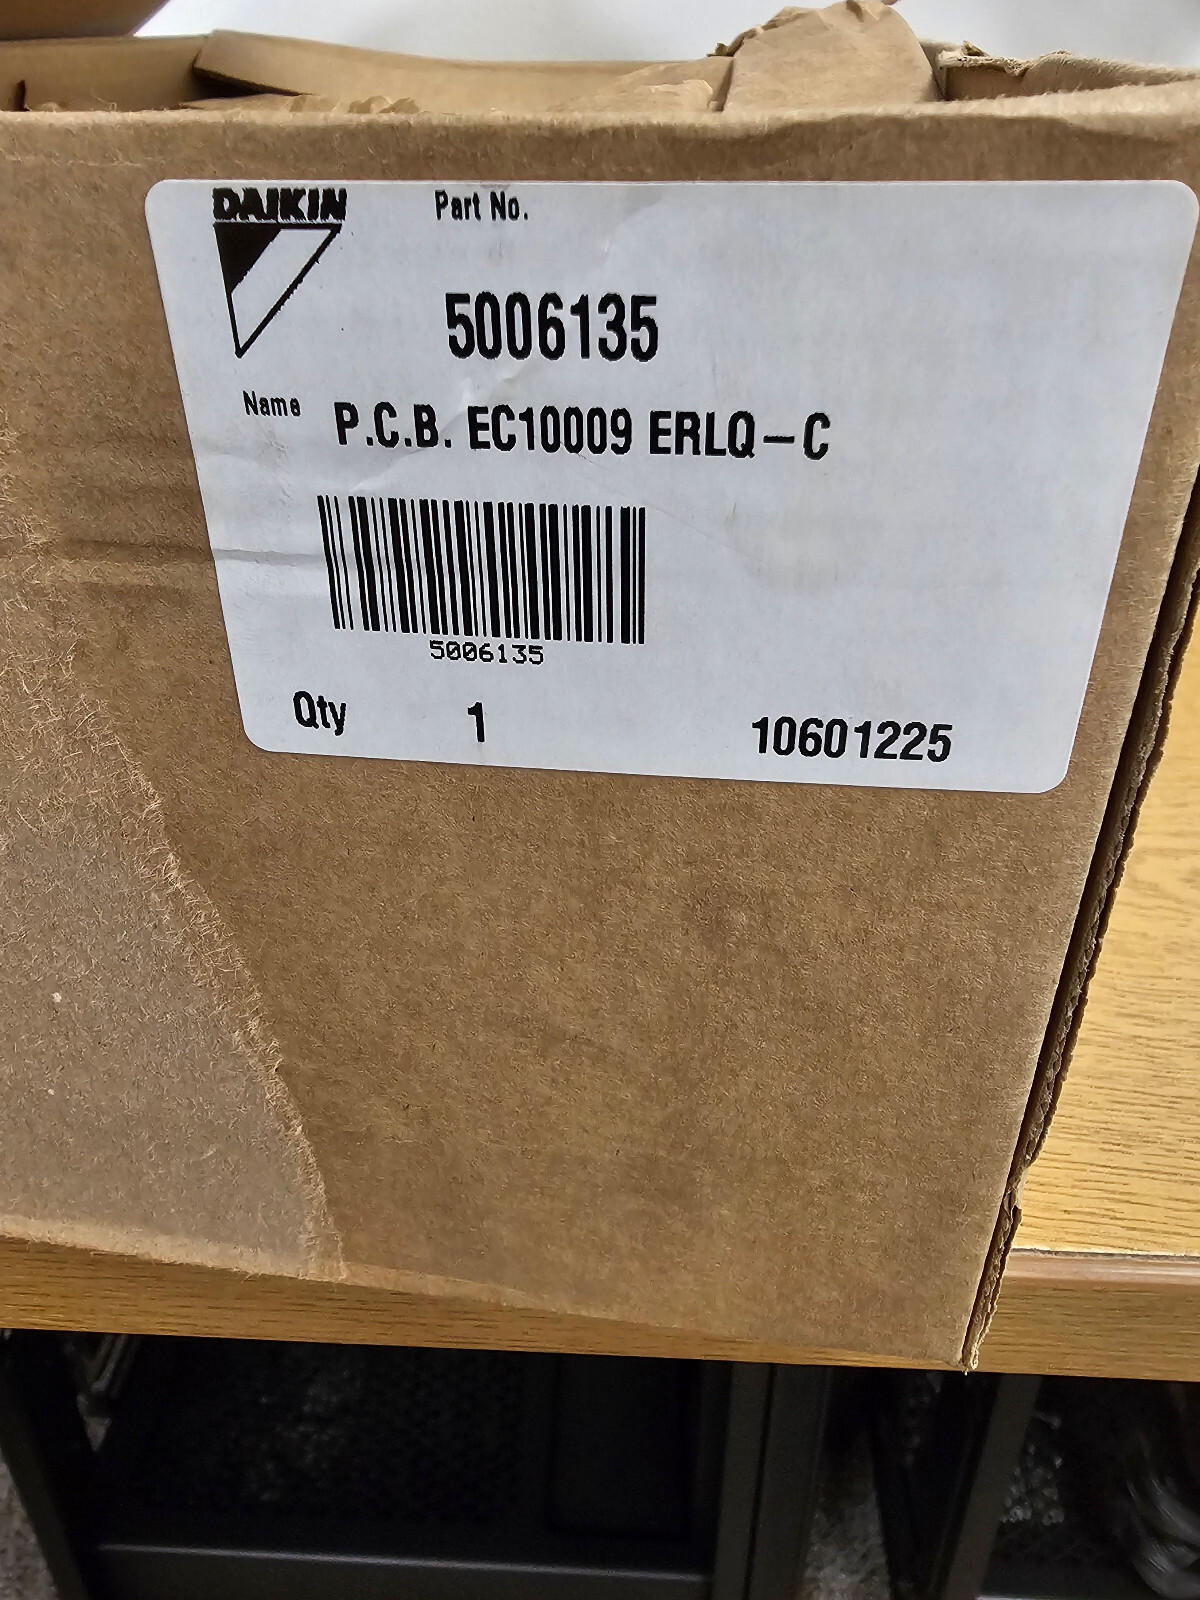 DAIKIN
Part No.
5006135
Name P.C.B. EC10009 ERLQ-C
5006135
Qty 1 10601225